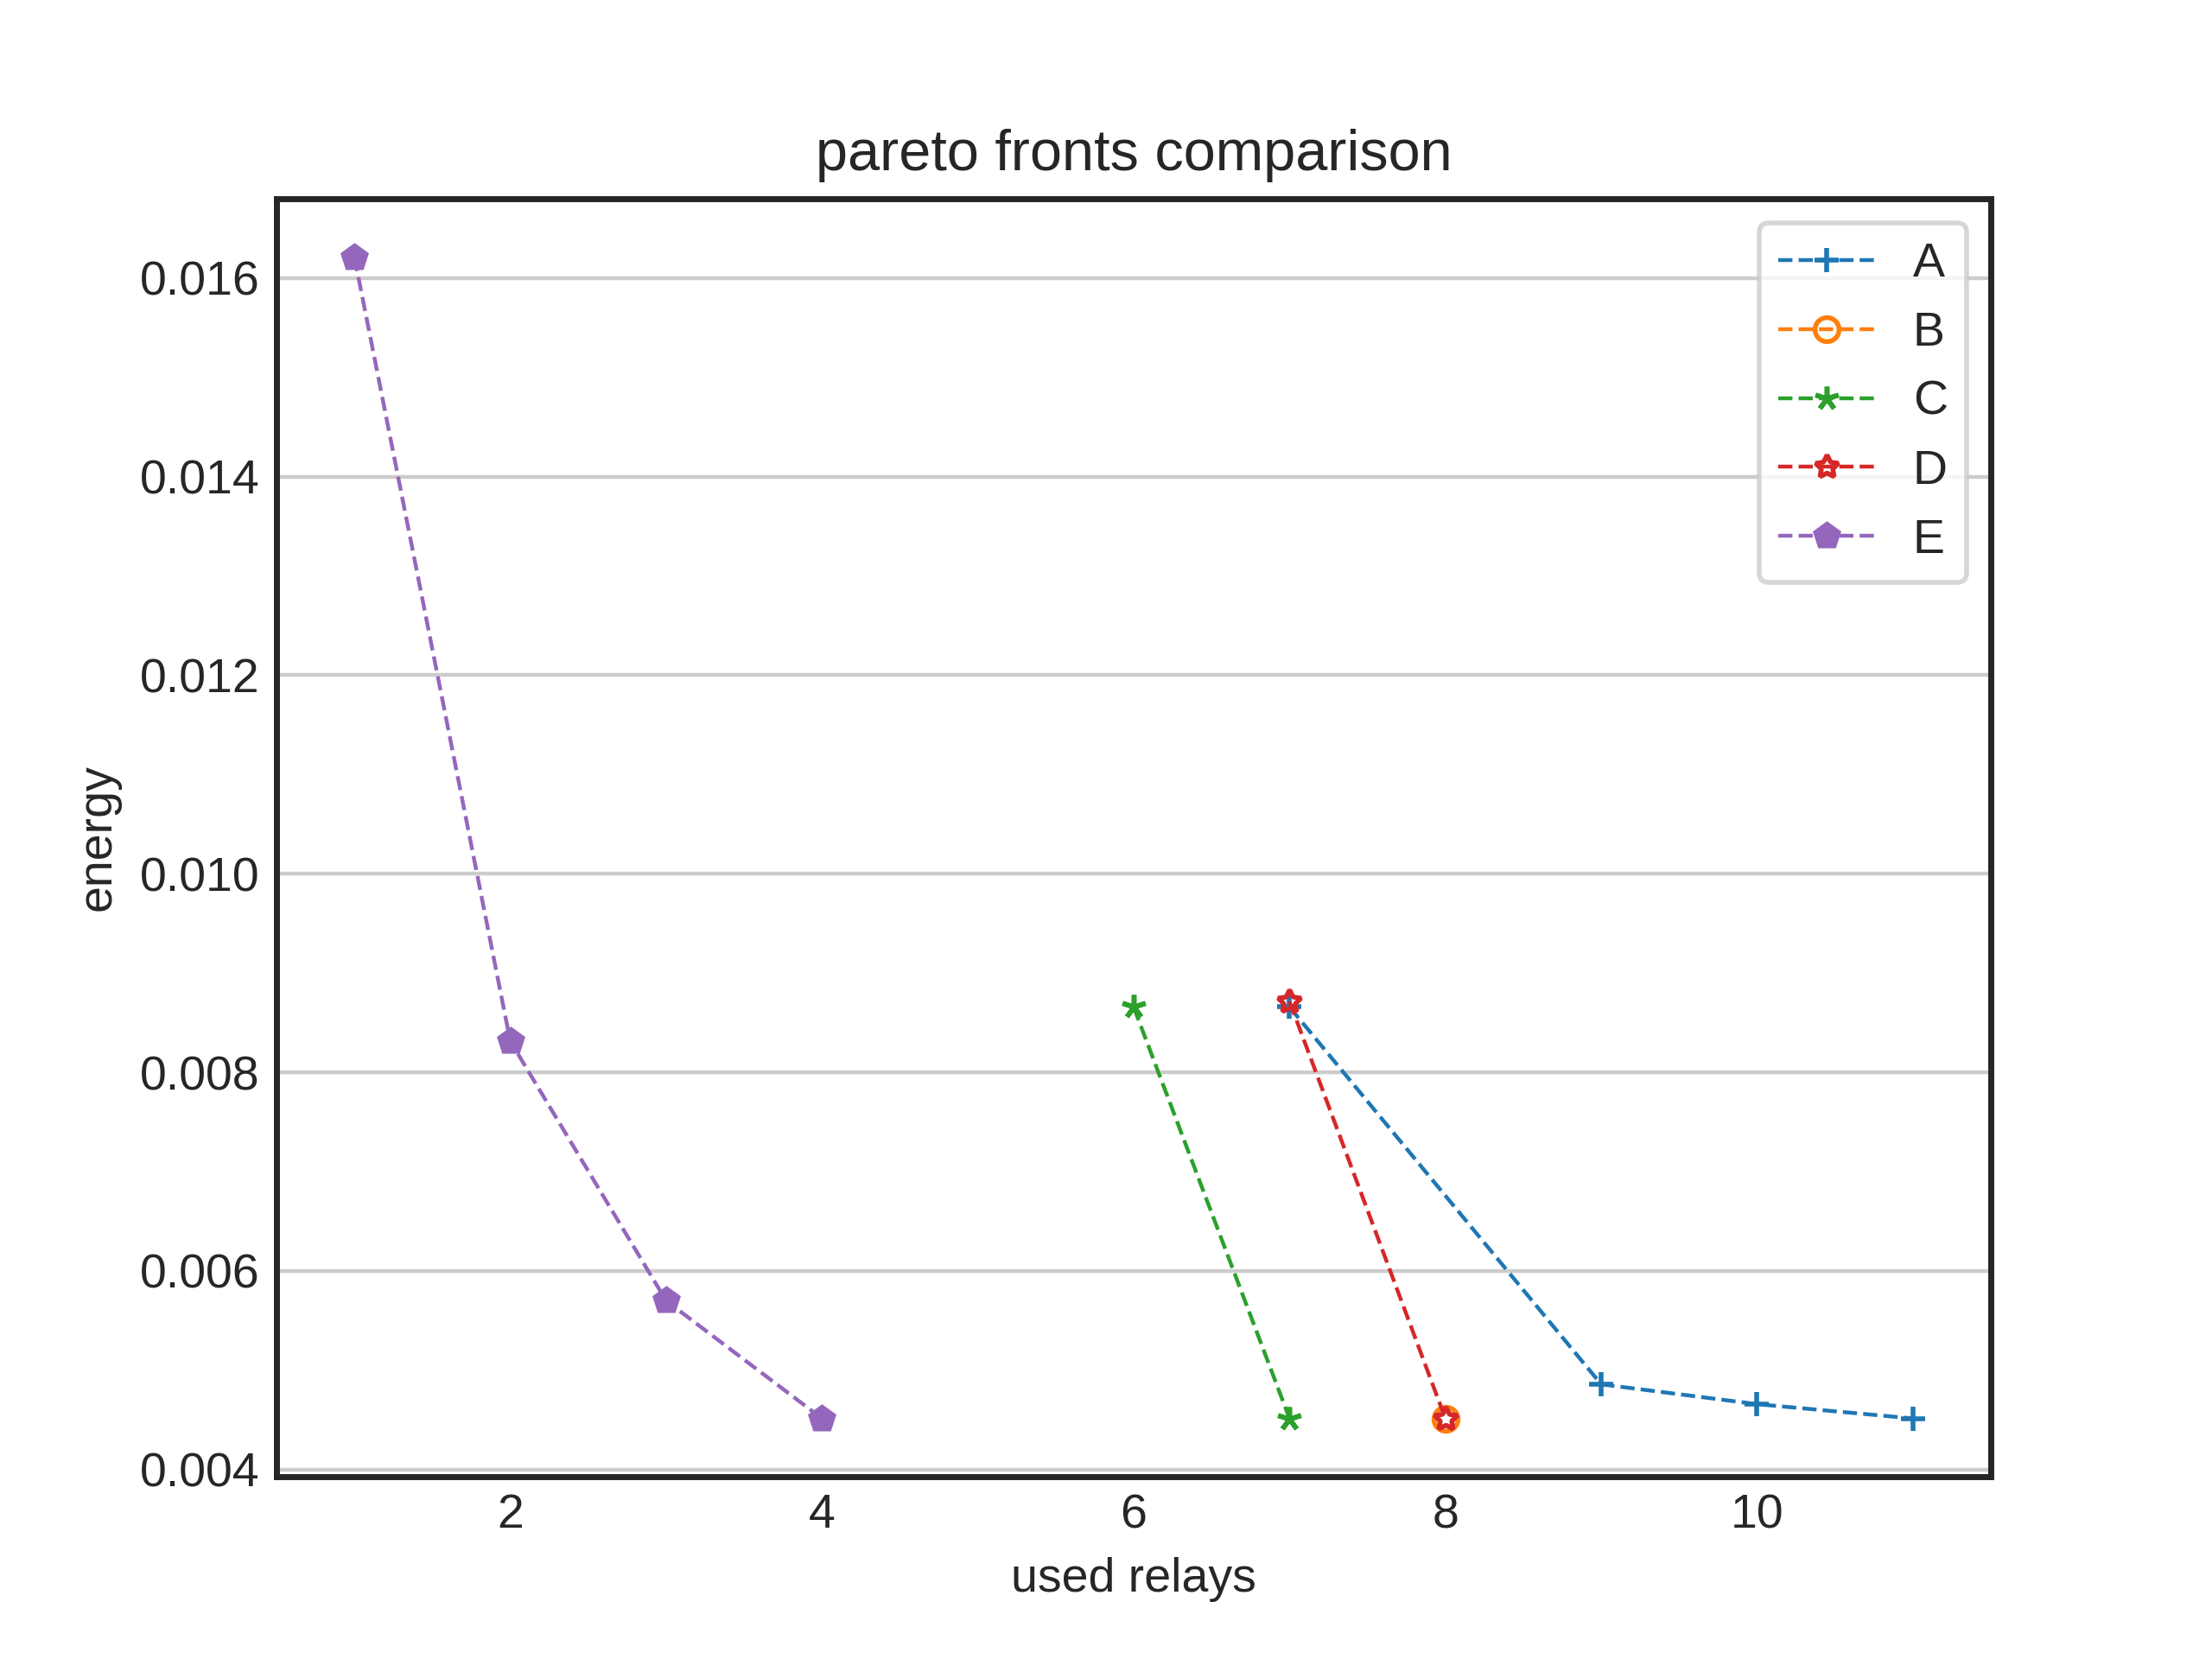 pareto fronts comparison
A
B
C
D
E
0.016
0.014
0.012
0.010
0.008
0.006
0.004
energy
2 4 6 8 10
used relays